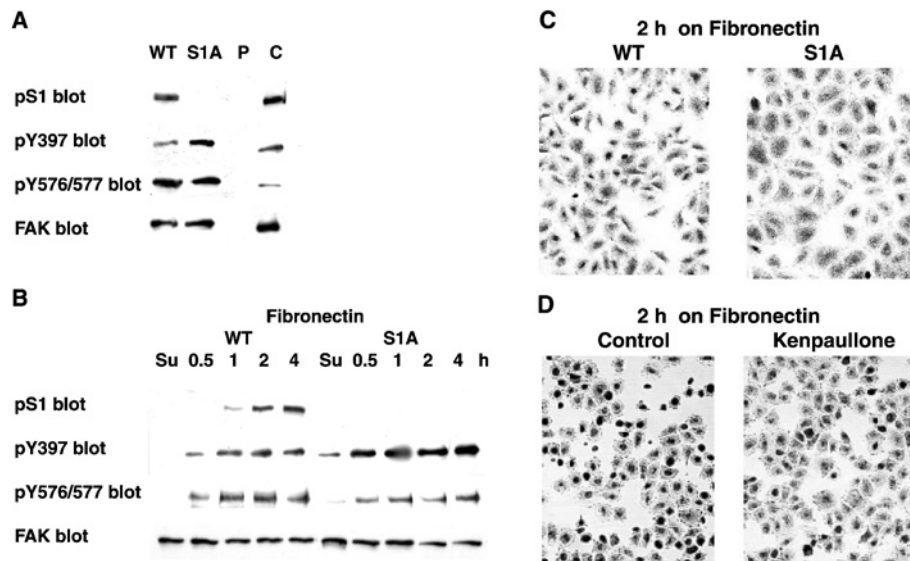 A
WT S1A P C
pS1 blot
pY397 blot
pY576/577 blot
FAK blot
B
Fibronectin
WT S1A
Su 0.5 1 2 4 Su 0.5 1 2 4 h
pS1 blot
pY397 blot
pY576/577 blot
FAK blot
C
2 h on Fibronectin
WT S1A
D
2 h on Fibronectin
Control Kenpaullone